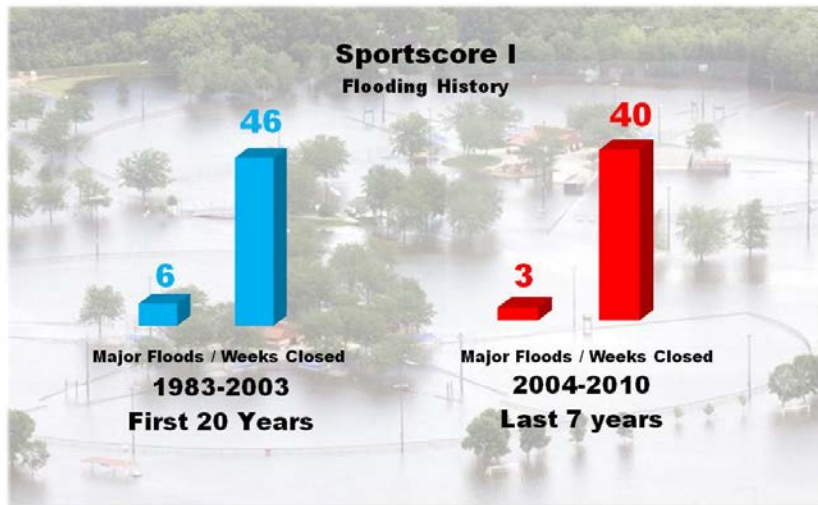 Sportscore I
Flooding History
46
40
6
3
Major Floods / Weeks Closed
1983-2003
First 20 Years
Major Floods / Weeks Closed
2004-2010
Last 7 years